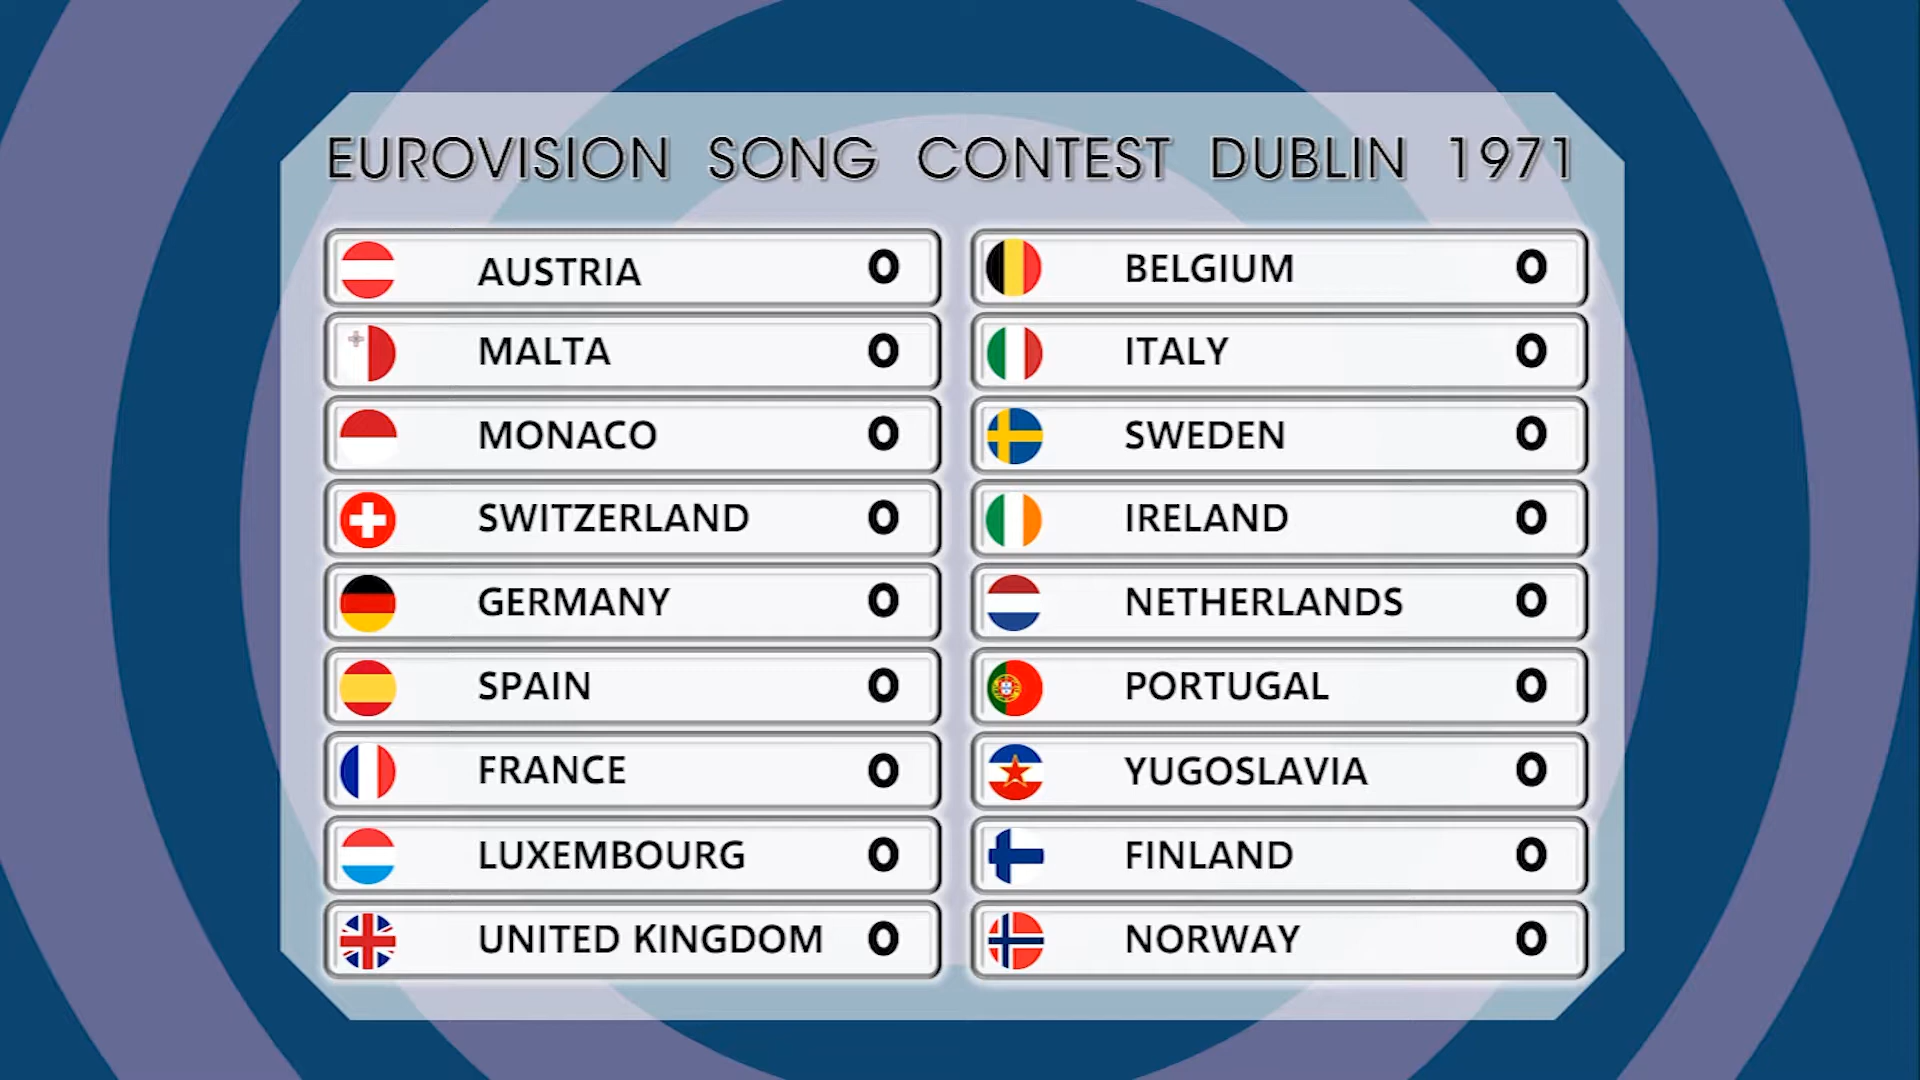 EUROVISION SONG CONTEST DUBLIN 1971
AUSTRIA 0
MALTA 0
MONACO 0
SWITZERLAND 0
GERMANY 0
SPAIN 0
FRANCE 0
LUXEMBOURG 0
UNITED KINGDOM 0
BELGIUM 0
ITALY 0
SWEDEN 0
IRELAND 0
NETHERLANDS 0
PORTUGAL 0
YUGOSLAVIA 0
FINLAND 0
NORWAY 0